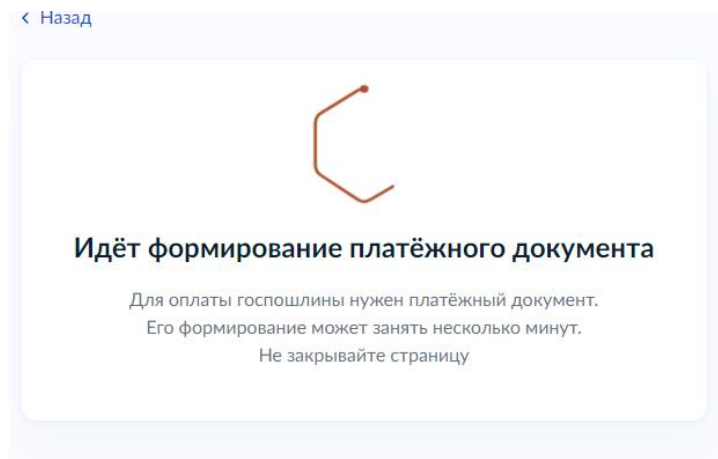 Назад
Идёт формирование платёжного документа
Для оплаты госпошлины нужен платёжный документ.
Его формирование может занять несколько минут.
Не закрывайте страницу